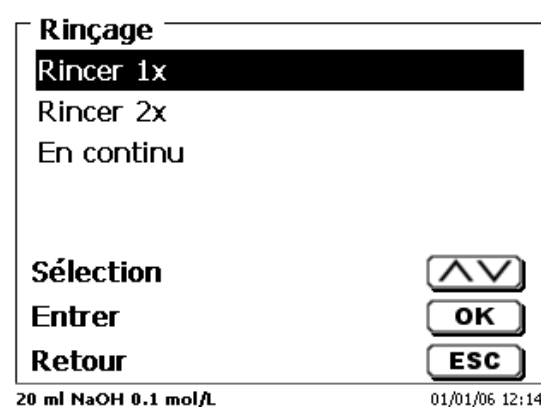 Rinçage
Rincer 1x
Rincer 2x
En continu
Sélection
Entrer OK
Retour ESC
20 ml NaOH 0.1 mol/L 01/01/06 12:14